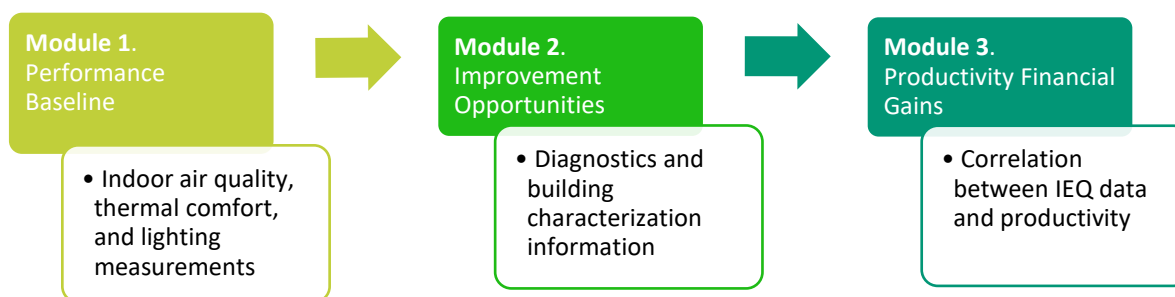 Module 1.
Performance
Baseline
• Indoor air quality,
thermal comfort,
and lighting
measurements
Module 2.
Improvement
Opportunities
• Diagnostics and
building
characterization
information
Module 3.
Productivity Financial
Gains
• Correlation
between IEQ data
and productivity